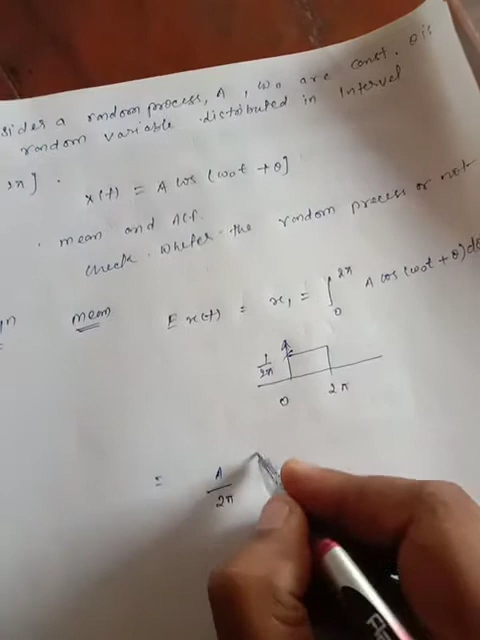 sider a random process, A, ω₀ are const. θ is
random variable distributed in Interval
2π] .
x(t) = A cos (ω₀t + θ]
. mean and ACF.
check. Whether the random process or not
mean E x(t) = x₁ = ∫₀^2π A cos(ω₀t + θ)dθ
1/2π
0 2π
= A/2π